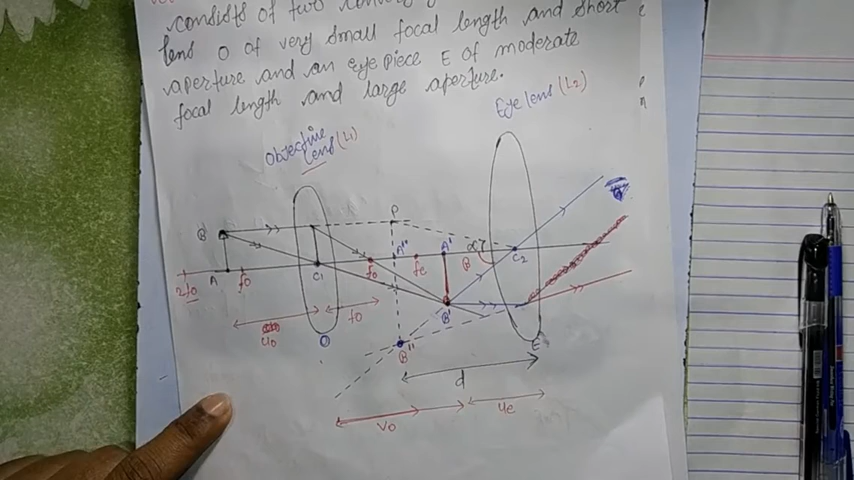 consists of two
lens O of very small focal length and short
aperture and an eye piece E of moderate
focal length and large aperture.
Eye lens (L2)
Objective (L1)
Lens
P
B
A'' A' α β
A C1 fo fe C2
2fo fo
B'
uo fo
O B'' E
d
Vo ue